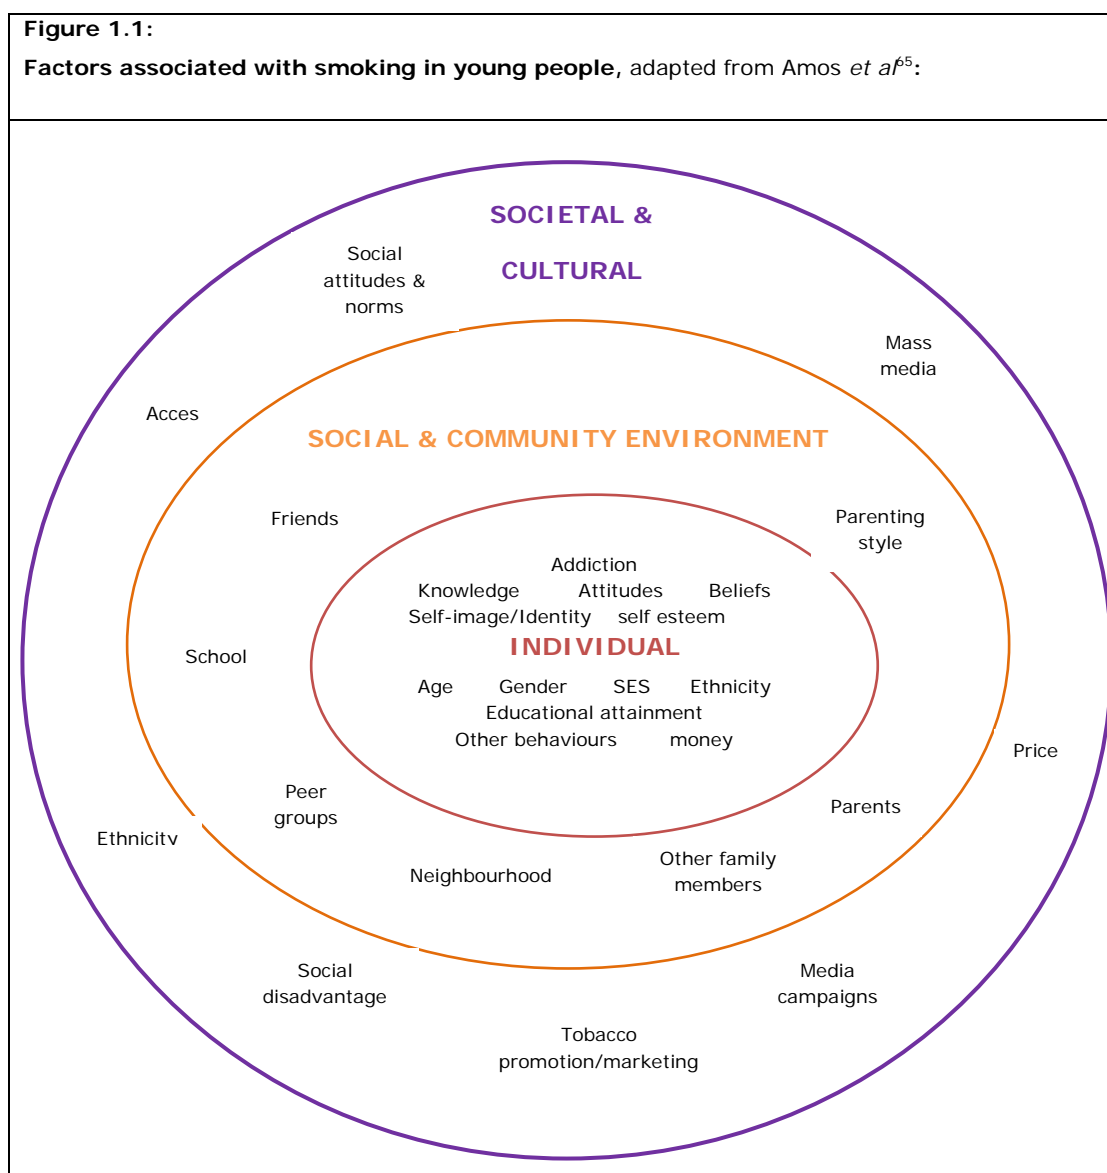 Figure 1.1:
Factors associated with smoking in young people, adapted from Amos et al65:
SOCIETAL &
CULTURAL
Social
attitudes &
norms
Mass
media
Acces
SOCIAL & COMMUNITY ENVIRONMENT
Friends
Parenting
style
Addiction
Knowledge Attitudes Beliefs
Self-image/Identity self esteem
INDIVIDUAL
School
Age Gender SES Ethnicity
Educational attainment
Other behaviours money
Price
Peer
groups
Parents
Ethnicity
Neighbourhood
Other family
members
Social
disadvantage
Media
campaigns
Tobacco
promotion/marketing